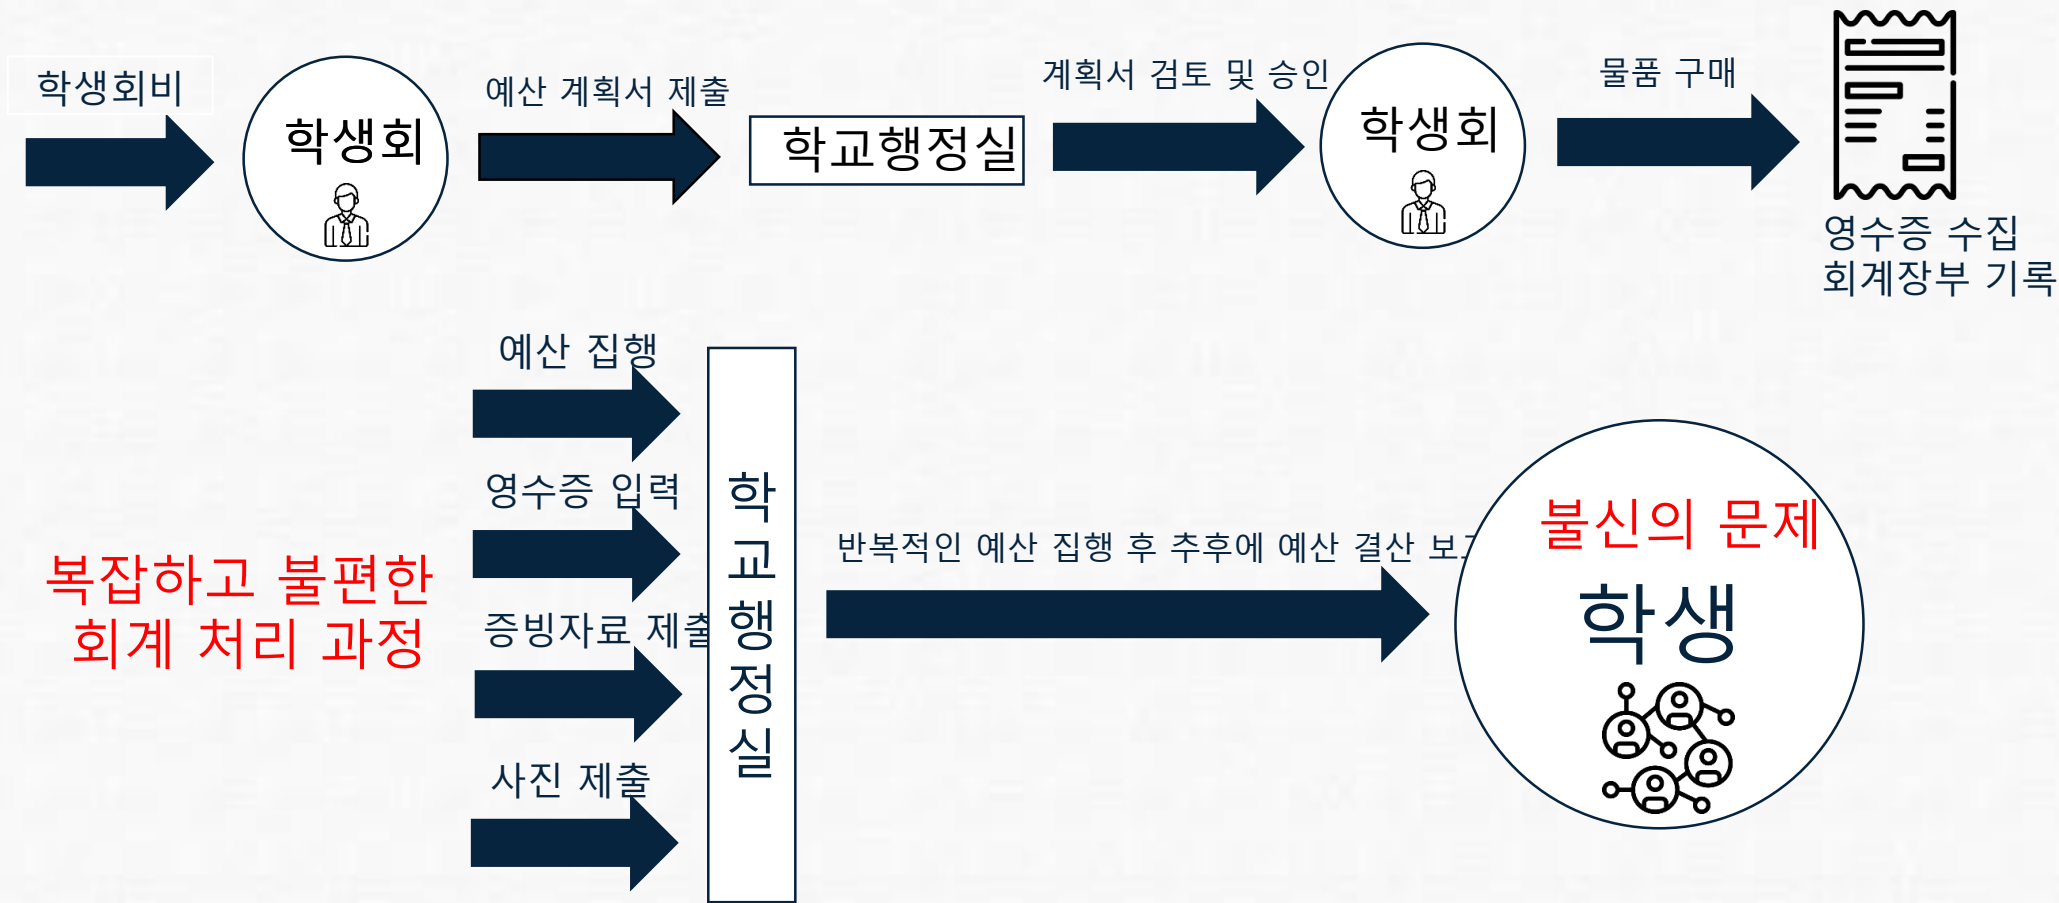 학생회비
학생회
예산 계획서 제출
학교행정실
계획서 검토 및 승인
학생회
물품 구매
영수증 수집
회계장부 기록
복잡하고 불편한
회계 처리 과정
예산 집행
영수증 입력
증빙자료 제출
사진 제출
학
교
행
정
실
반복적인 예산 집행 후 추후에 예산 결산
불신의 문제
학생